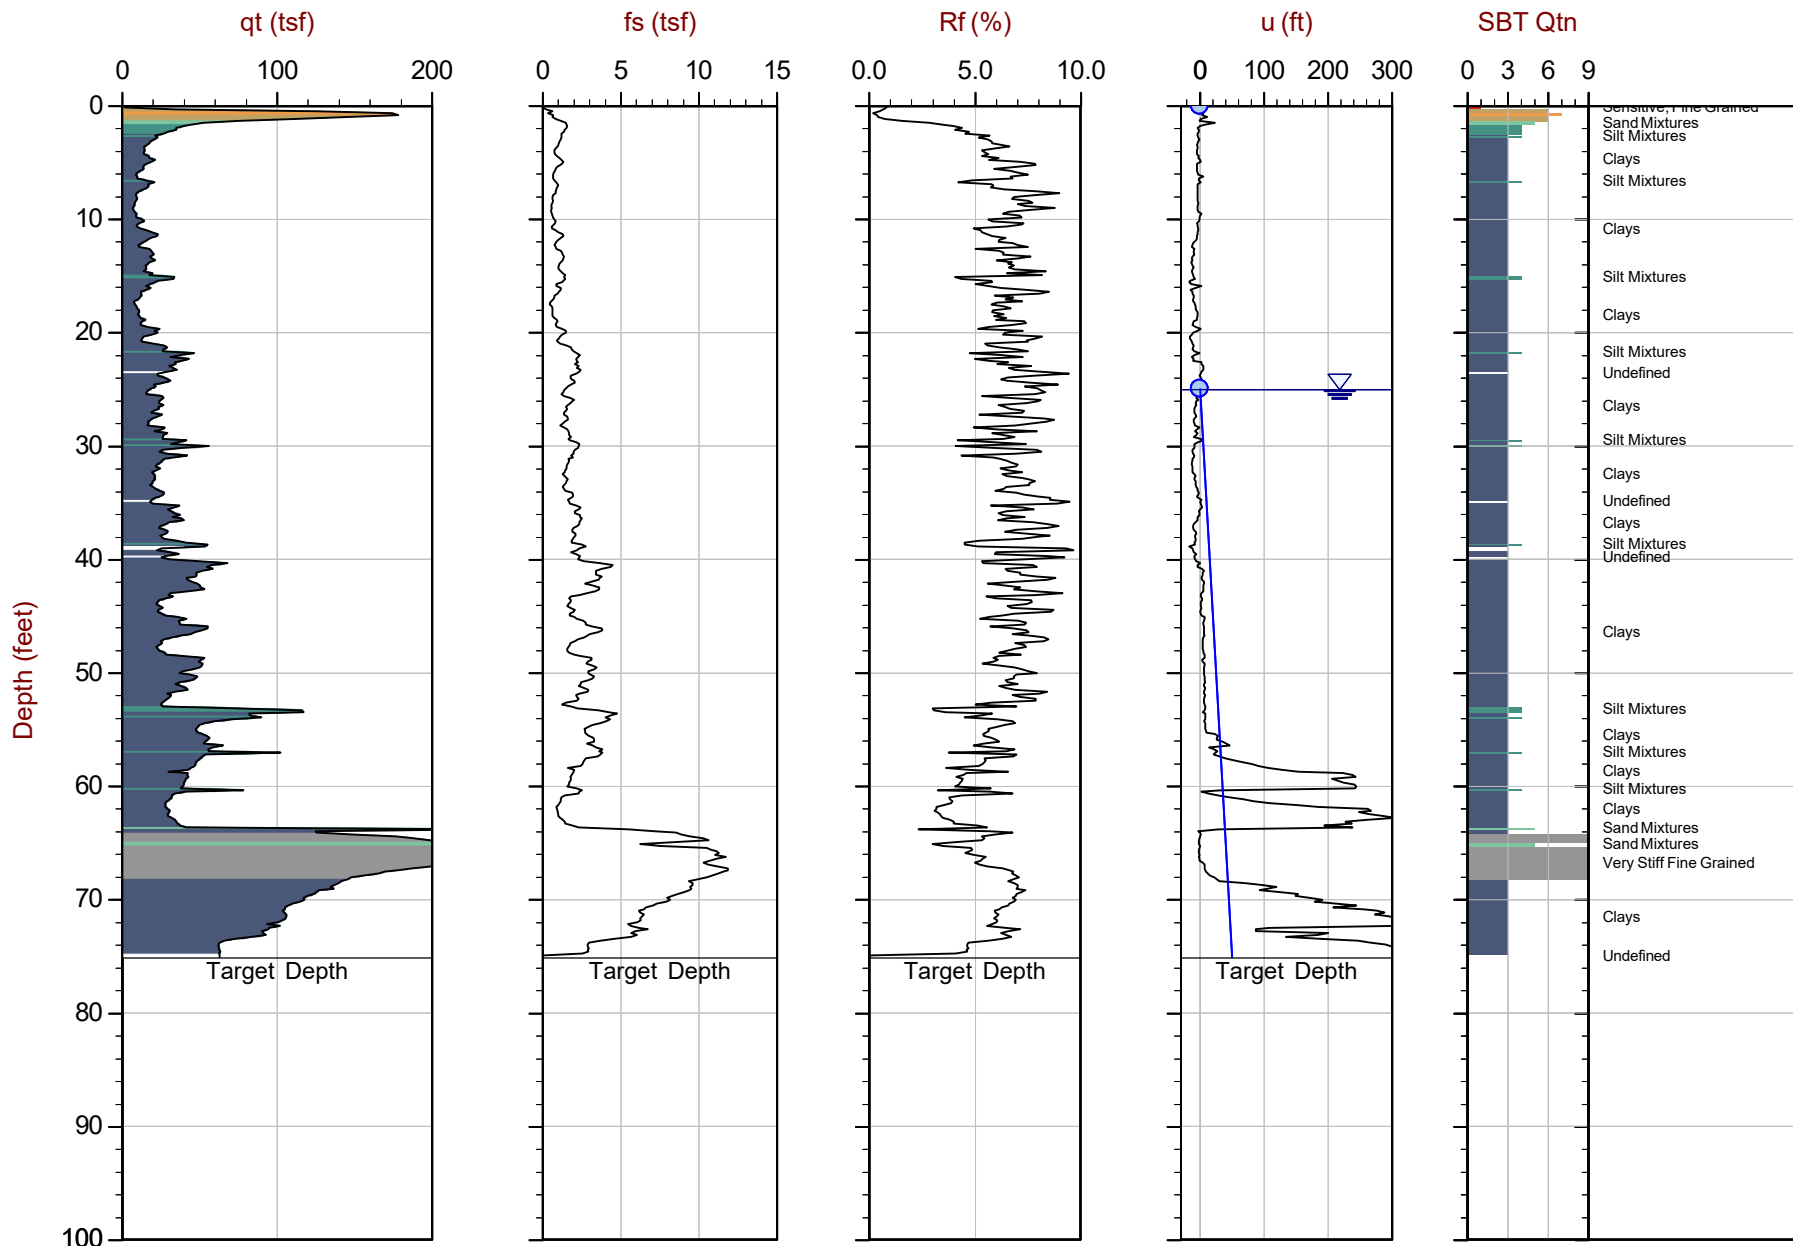 qt (tsf)
fs (tsf)
Rf (%)
u (ft)
SBT Qtn
0 100 200
0 5 10 15
0.0 5.0 10.0
0 100 200 300
0 3 6 9
0
10
20
30
40
50
60
70
80
90
100
Depth (feet)
Sensitive, Fine Grained
Sand Mixtures
Silt Mixtures
Clays
Silt Mixtures
Clays
Silt Mixtures
Clays
Silt Mixtures
Undefined
Clays
Silt Mixtures
Clays
Undefined
Clays
Silt Mixtures
Undefined
Clays
Silt Mixtures
Clays
Silt Mixtures
Clays
Silt Mixtures
Clays
Sand Mixtures
Sand Mixtures
Very Stiff Fine Grained
Clays
Undefined
Target Depth
Target Depth
Target Depth
Target Depth